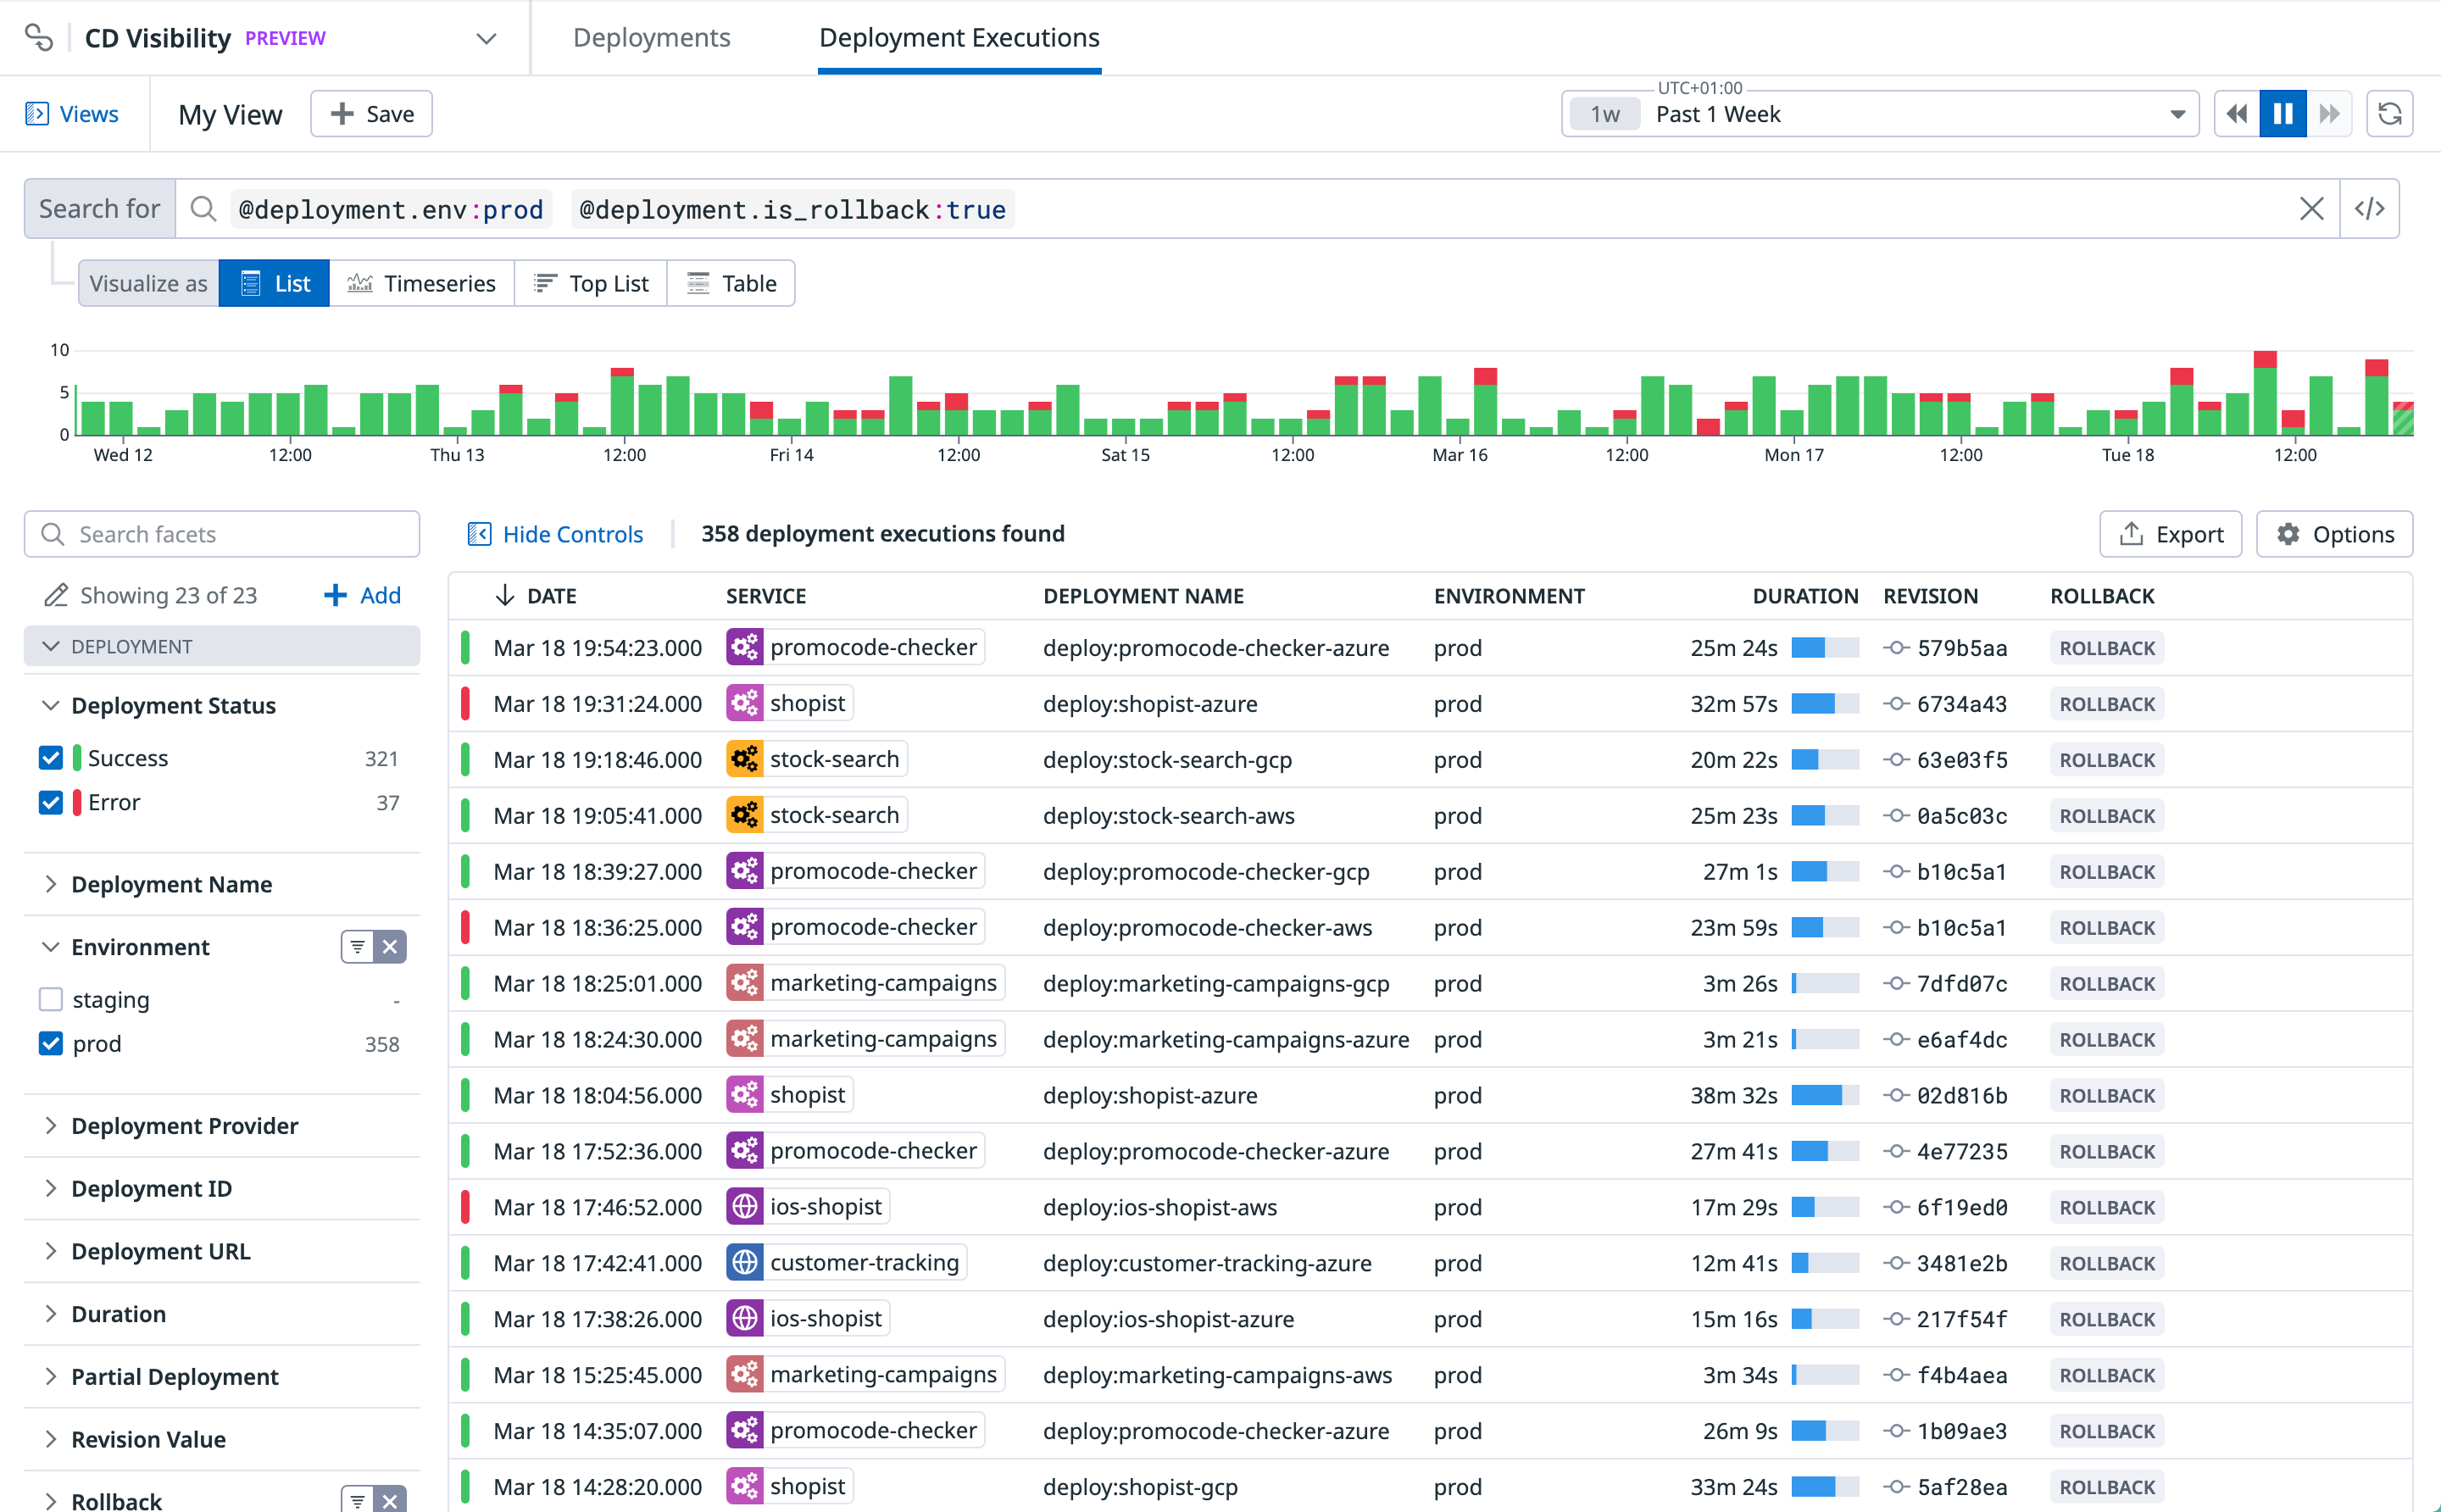 CD Visibility PREVIEW
Deployments
Deployment Executions
Views
My View
Save
UTC+01:00
1w Past 1 Week
Search for @deployment.env:prod @deployment.is_rollback:true </>
Visualize as List Timeseries Top List Table
10
5
0
Wed 12 12:00 Thu 13 12:00 Fri 14 12:00 Sat 15 12:00 Mar 16 12:00 Mon 17 12:00 Tue 18 12:00
Search facets
Showing 23 of 23 Add
DEPLOYMENT
Deployment Status
Success 321
Error 37
Deployment Name
Environment
staging -
prod 358
Deployment Provider
Deployment ID
Deployment URL
Duration
Partial Deployment
Revision Value
Rollback
Hide Controls 358 deployment executions found Export Options
DATE SERVICE DEPLOYMENT NAME ENVIRONMENT DURATION REVISION ROLLBACK
Mar 18 19:54:23.000 promocode-checker deploy:promocode-checker-azure prod 25m 24s 579b5aa ROLLBACK
Mar 18 19:31:24.000 shopist deploy:shopist-azure prod 32m 57s 6734a43 ROLLBACK
Mar 18 19:18:46.000 stock-search deploy:stock-search-gcp prod 20m 22s 63e03f5 ROLLBACK
Mar 18 19:05:41.000 stock-search deploy:stock-search-aws prod 25m 23s 0a5c03c ROLLBACK
Mar 18 18:39:27.000 promocode-checker deploy:promocode-checker-gcp prod 27m 1s b10c5a1 ROLLBACK
Mar 18 18:36:25.000 promocode-checker deploy:promocode-checker-aws prod 23m 59s b10c5a1 ROLLBACK
Mar 18 18:25:01.000 marketing-campaigns deploy:marketing-campaigns-gcp prod 3m 26s 7dfd07c ROLLBACK
Mar 18 18:24:30.000 marketing-campaigns deploy:marketing-campaigns-azure prod 3m 21s e6af4dc ROLLBACK
Mar 18 18:04:56.000 shopist deploy:shopist-azure prod 38m 32s 02d816b ROLLBACK
Mar 18 17:52:36.000 promocode-checker deploy:promocode-checker-azure prod 27m 41s 4e77235 ROLLBACK
Mar 18 17:46:52.000 ios-shopist deploy:ios-shopist-aws prod 17m 29s 6f19ed0 ROLLBACK
Mar 18 17:42:41.000 customer-tracking deploy:customer-tracking-azure prod 12m 41s 3481e2b ROLLBACK
Mar 18 17:38:26.000 ios-shopist deploy:ios-shopist-azure prod 15m 16s 217f54f ROLLBACK
Mar 18 15:25:45.000 marketing-campaigns deploy:marketing-campaigns-aws prod 3m 34s f4b4aea ROLLBACK
Mar 18 14:35:07.000 promocode-checker deploy:promocode-checker-azure prod 26m 9s 1b09ae3 ROLLBACK
Mar 18 14:28:20.000 shopist deploy:shopist-gcp prod 33m 24s 5af28ea ROLLBACK